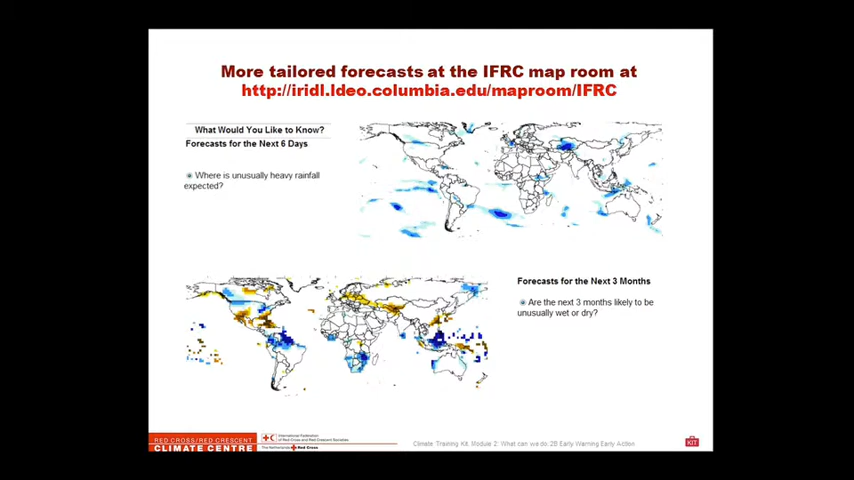 More tailored forecasts at the IFRC map room at
http://iridl.ldeo.columbia.edu/maproom/IFRC
What Would You Like to Know?
Forecasts for the Next 6 Days
Where is unusually heavy rainfall
expected?
Forecasts for the Next 3 Months
Are the next 3 months likely to be
unusually wet or dry?
RED CROSS/RED CRESCENT
CLIMATE CENTRE
International Federation
of Red Cross and Red Crescent Societies
The Netherlands Red Cross
Climate Training Kit. Module 2: What can we do; 2B Early Warning Early Action
KIT